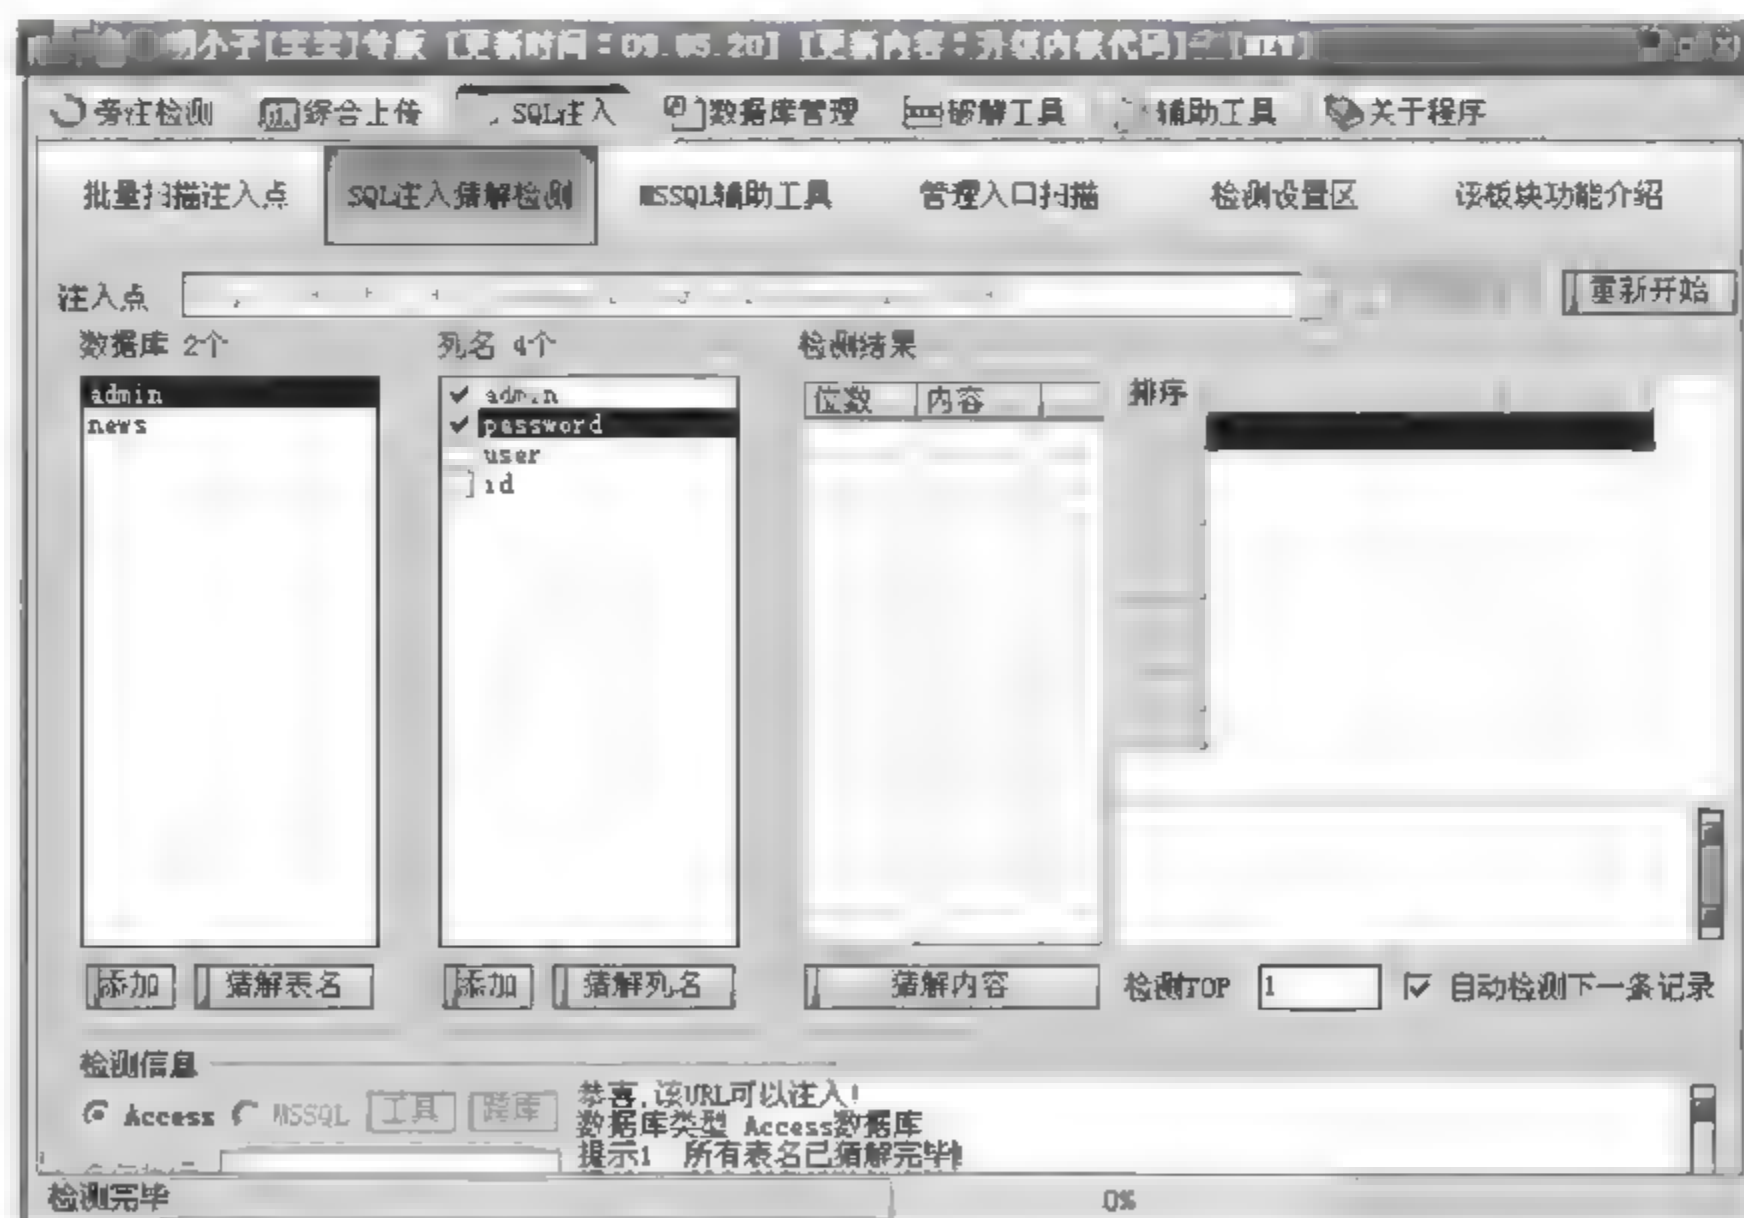 明小子[宝宝]专版 [更新时间:09.05.20] [更新内容:升级内核代码]
旁注检测 综合上传 SQL注入 数据库管理 破解工具 辅助工具 关于程序
批量扫描注入点 SQL注入猜解检测 MSSQL辅助工具 管理入口扫描 检测设置区 该板块功能介绍
注入点 重新开始
数据库 2个 列名 4个 检测结果
admin admin 位数 内容 排序
news password
user
id
添加 猜解表名 添加 猜解列名 猜解内容 检测TOP 1 自动检测下一条记录
检测信息
恭喜,该URL可以注入!
Access MSSQL 工具 跨库
数据库类型 Access数据库
提示1 所有表名已猜解完毕!
检测完毕 0%